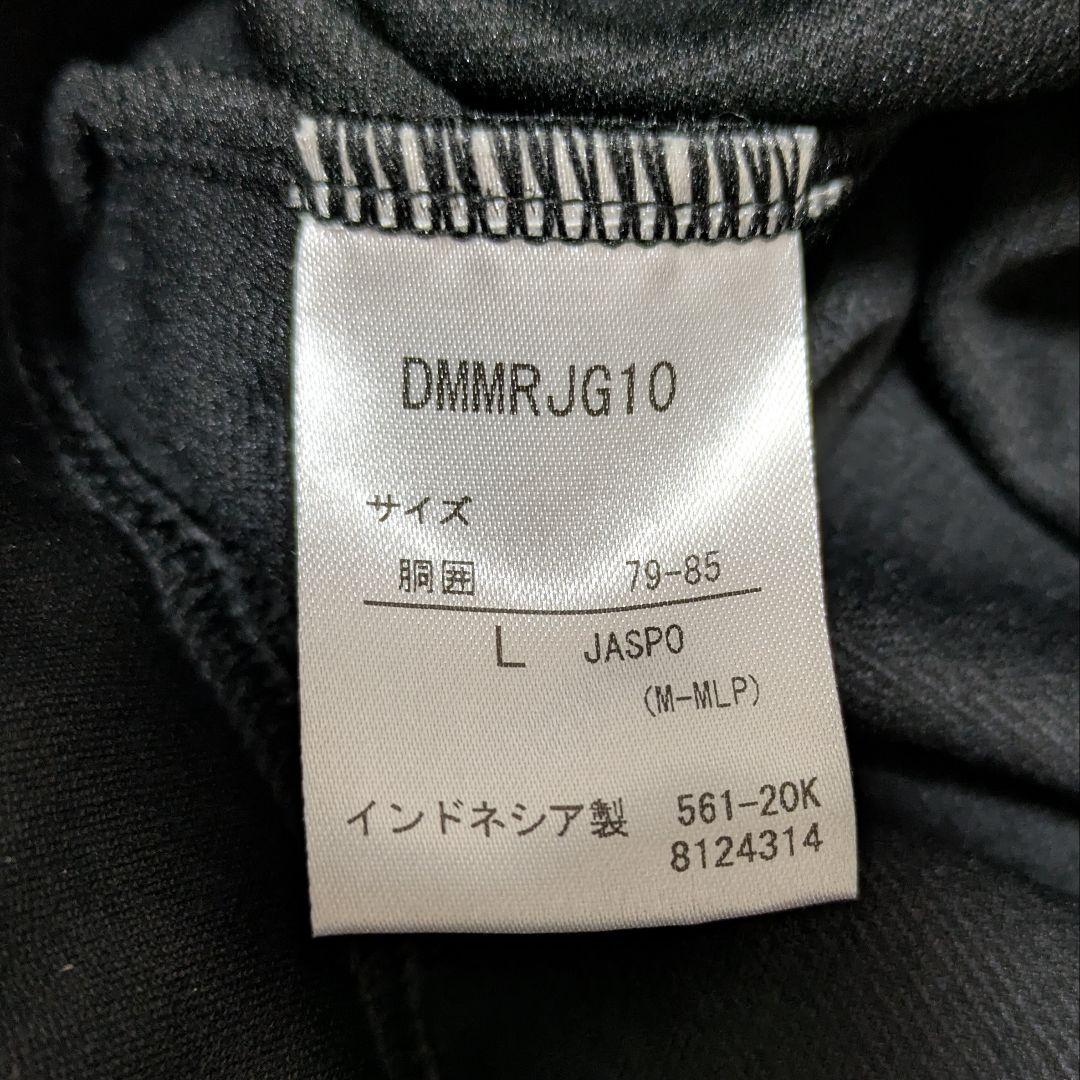 DMMRJG10
サイズ
胴囲 79-85
L JASPO
(M-MLP)
インドネシア製 561-20K
8124314